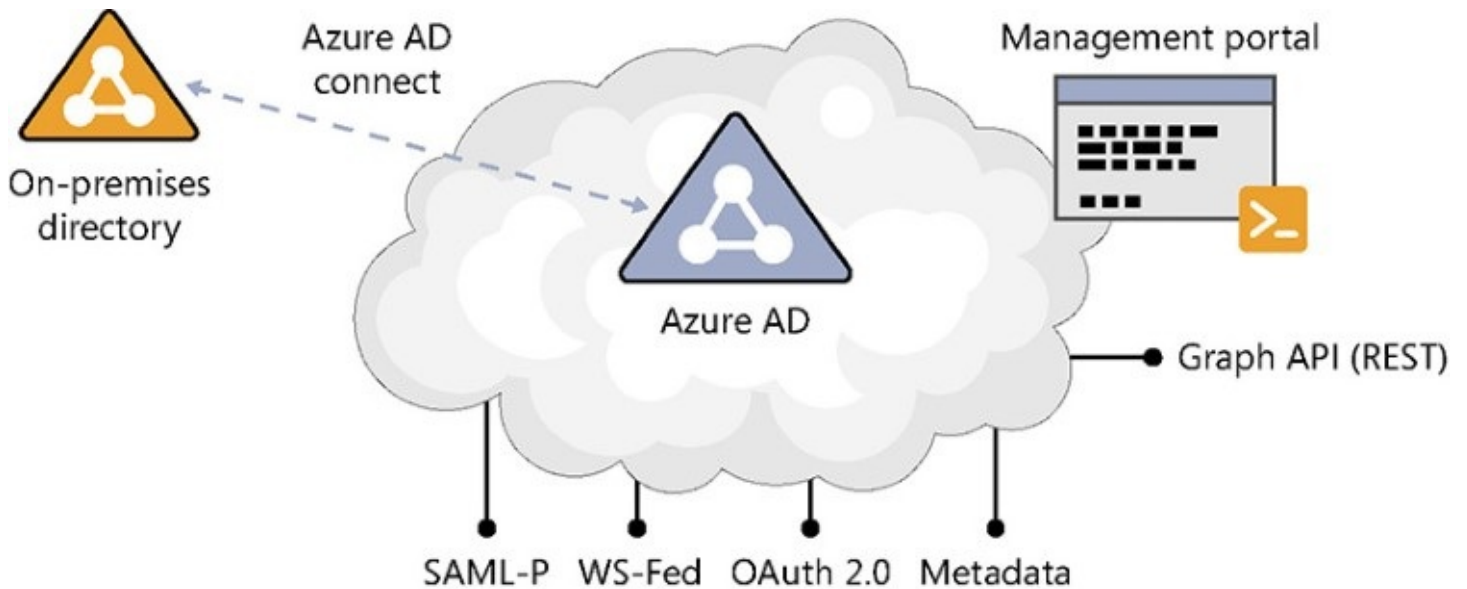 Azure AD
connect
Management portal
On-premises
directory
Azure AD
Graph API (REST)
SAML-P
WS-Fed
OAuth 2.0
Metadata